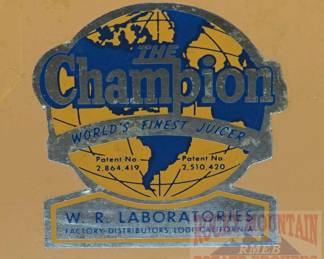 THE
Champion
WORLD'S FINEST JUICER
Patent No. Patent No.
2,864,419 2,510,420
W. R. LABORATORIES
FACTORY-DISTRIBUTORS, LODI, CALIFORNIA
ROCKY MOUNTAIN
RMEB